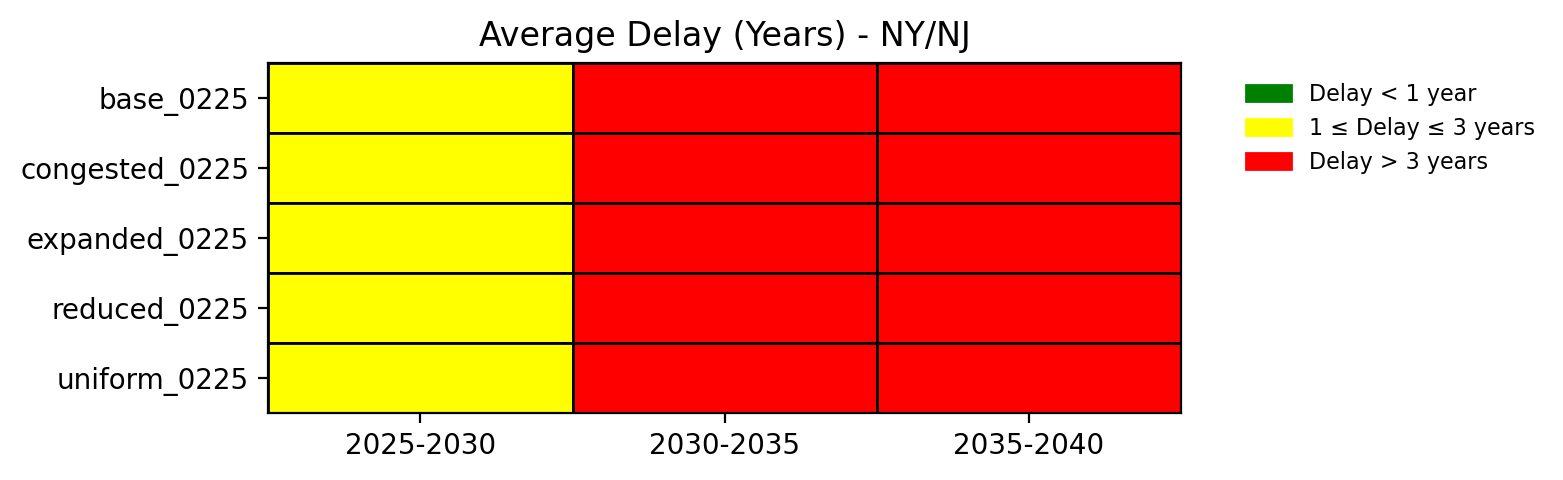 Average Delay (Years) - NY/NJ
base_0225
congested_0225
expanded_0225
reduced_0225
uniform_0225
2025-2030
2030-2035
2035-2040
Delay < 1 year
1 ≤ Delay ≤ 3 years
Delay > 3 years